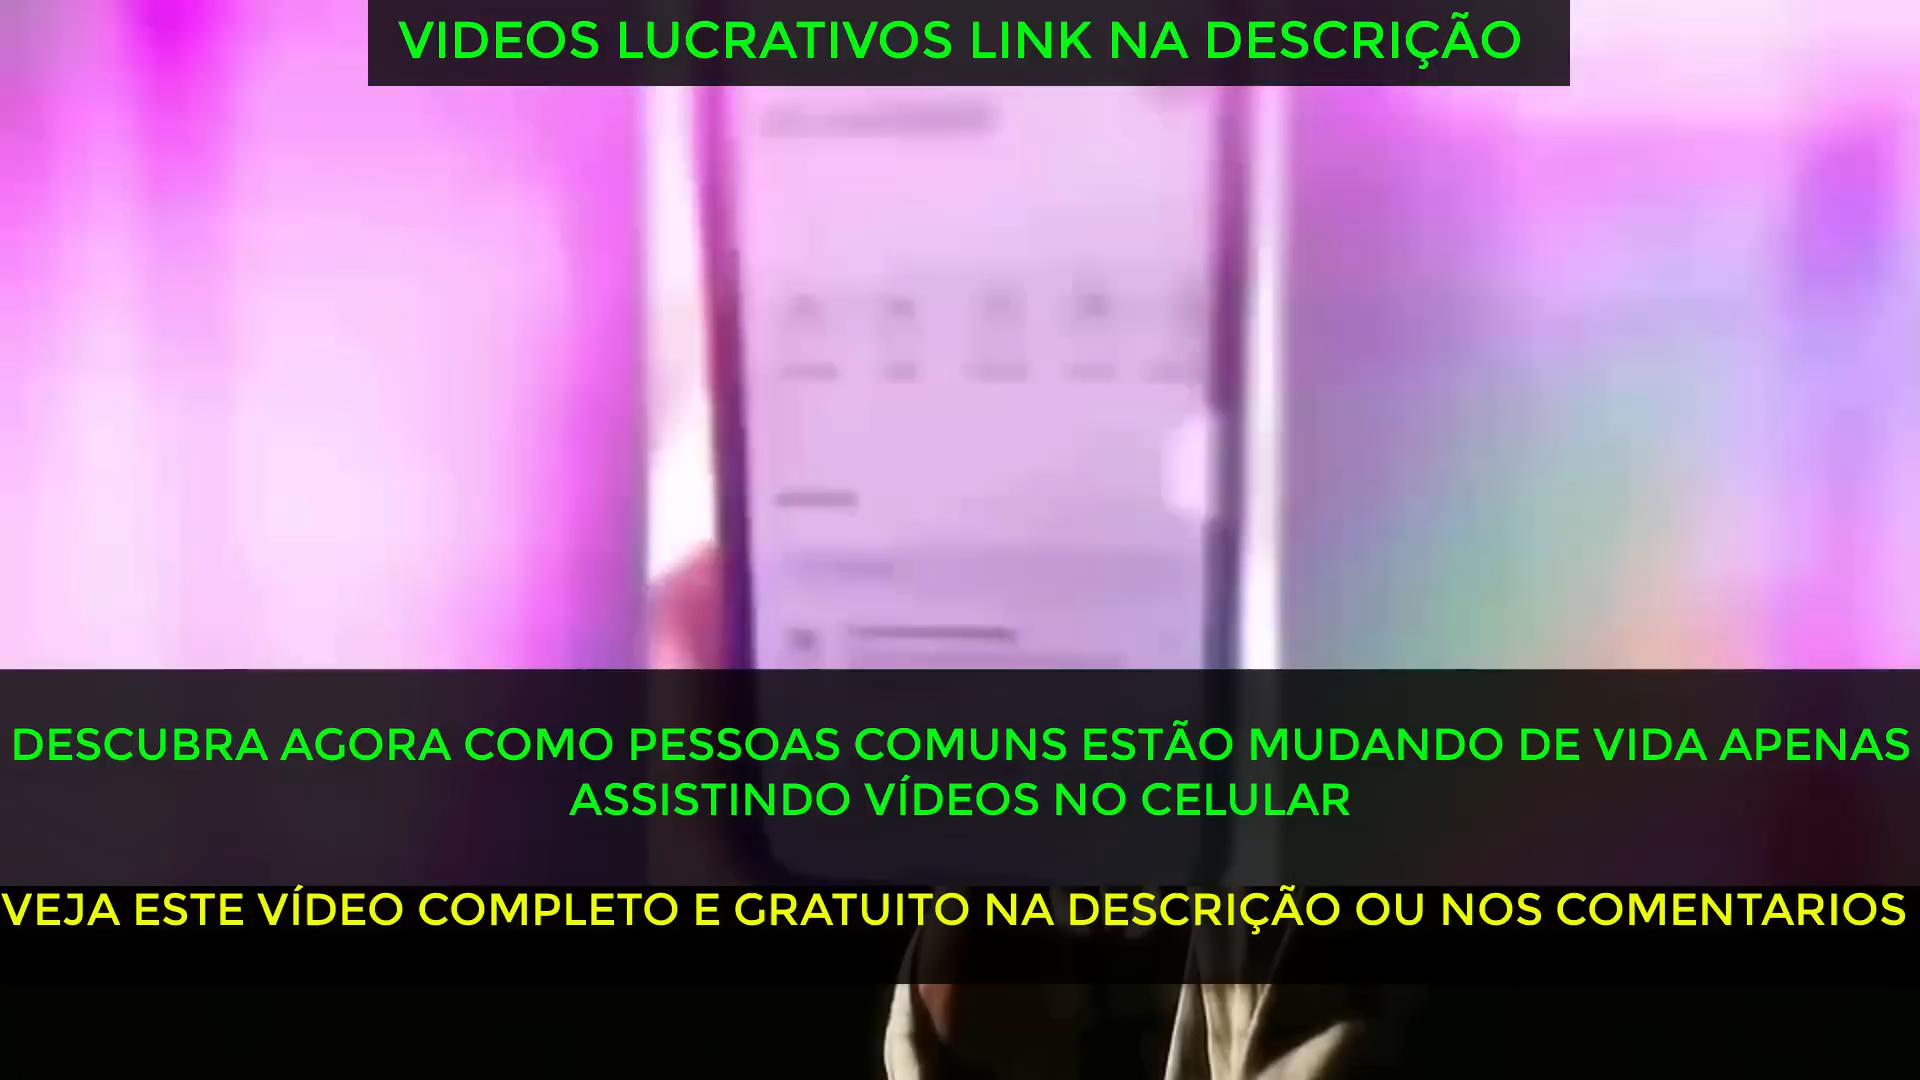 VIDEOS LUCRATIVOS LINK NA DESCRIÇÃO
DESCUBRA AGORA COMO PESSOAS COMUNS ESTÃO MUDANDO DE VIDA APENAS
ASSISTINDO VÍDEOS NO CELULAR
VEJA ESTE VÍDEO COMPLETO E GRATUITO NA DESCRIÇÃO OU NOS COMENTARIOS